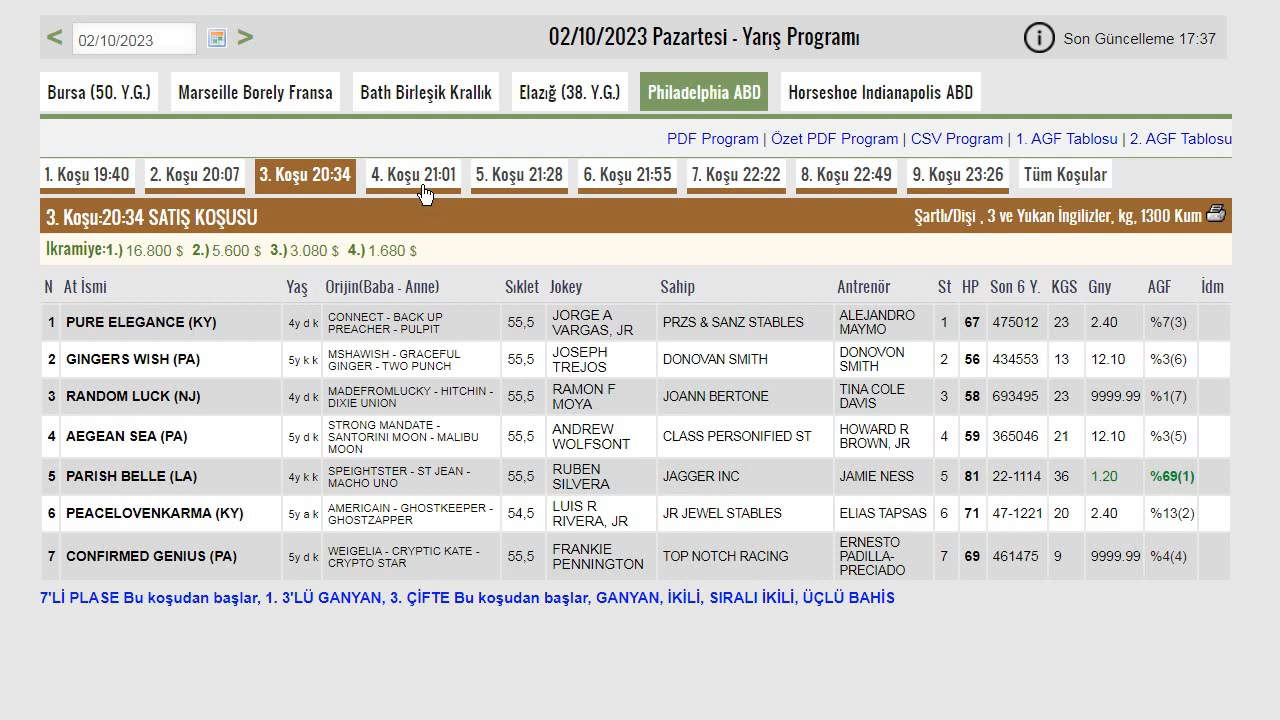 <
02/10/2023
>
02/10/2023 Pazartesi - Yarış Programı
Son Güncelleme 17:37
Bursa (50. Y.G.) Marseille Borely Fransa Bath Birleşik Krallık Elazığ (38. Y.G.) Philadelphia ABD Horseshoe Indianapolis ABD
PDF Program | Özet PDF Program | CSV Program | 1. AGF Tablosu | 2. AGF Tablosu
1. Koşu 19:40 2. Koşu 20:07 3. Koşu 20:34 4. Koşu 21:01 5. Koşu 21:28 6. Koşu 21:55 7. Koşu 22:22 8. Koşu 22:49 9. Koşu 23:26 Tüm Koşular
3. Koşu:20:34 SATIŞ KOŞUSU Şartlı/Dişi , 3 ve Yukarı İngilizler, kg, 1300 Kum
İkramiye:1.) 16.800 $ 2.) 5.600 $ 3.) 3.080 $ 4.) 1.680 $
N At İsmi Yaş Orijin(Baba - Anne) Sıklet Jokey Sahip Antrenör St HP Son 6 Y. KGS Gny AGF İdm
1 PURE ELEGANCE (KY) 4y d k CONNECT - BACK UP PREACHER - PULPIT 55,5 JORGE A VARGAS, JR PRZS & SANZ STABLES ALEJANDRO MAYMO 1 67 475012 23 2.40 %7(3)
2 GINGERS WISH (PA) 5y k k MSHAWISH - GRACEFUL GINGER - TWO PUNCH 55,5 JOSEPH TREJOS DONOVAN SMITH DONOVON SMITH 2 56 434553 13 12.10 %3(6)
3 RANDOM LUCK (NJ) 4y d k MADEFROMLUCKY - HITCHIN - DIXIE UNION 55,5 RAMON F MOYA JOANN BERTONE TINA COLE DAVIS 3 58 693495 23 9999.99 %1(7)
4 AEGEAN SEA (PA) 5y d k STRONG MANDATE - SANTORINI MOON - MALIBU MOON 55,5 ANDREW WOLFSONT CLASS PERSONIFIED ST HOWARD R BROWN, JR 4 59 365046 21 12.10 %3(5)
5 PARISH BELLE (LA) 4y k k SPEIGHTSTER - ST JEAN - MACHO UNO 55,5 RUBEN SILVERA JAGGER INC JAMIE NESS 5 81 22-1114 36 1.20 %69(1)
6 PEACELOVENKARMA (KY) 5y a k AMERICAIN - GHOSTKEEPER - GHOSTZAPPER 54,5 LUIS R RIVERA, JR JR JEWEL STABLES ELIAS TAPSAS 6 71 47-1221 20 2.40 %13(2)
7 CONFIRMED GENIUS (PA) 5y d k WEIGELIA - CRYPTIC KATE - CRYPTO STAR 55,5 FRANKIE PENNINGTON TOP NOTCH RACING ERNESTO PADILLA-PRECIADO 7 69 461475 9 9999.99 %4(4)
7'Lİ PLASE Bu koşudan başlar, 1. 3'LÜ GANYAN, 3. ÇİFTE Bu koşudan başlar, GANYAN, İKİLİ, SIRALI İKİLİ, ÜÇLÜ BAHİS